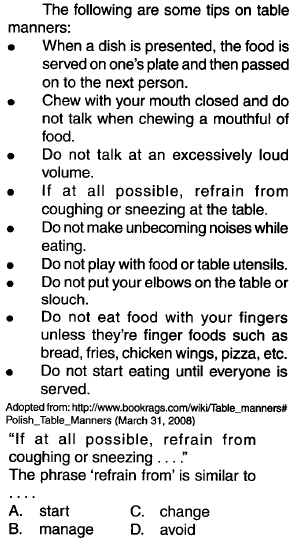 The following are some tips on table
manners:
● When a dish is presented, the food is
served on one's plate and then passed
on to the next person.
● Chew with your mouth closed and do
not talk when chewing a mouthful of
food.
● Do not talk at an excessively loud
volume.
● If at all possible, refrain from
coughing or sneezing at the table.
● Do not make unbecoming noises while
eating.
● Do not play with food or table utensils.
● Do not put your elbows on the table or
slouch.
● Do not eat food with your fingers
unless they're finger foods such as
bread, fries, chicken wings, pizza, etc.
● Do not start eating until everyone is
served.
Adopted from: http://www.bookrags.com/wiki/Table_manners#
Polish_Table_Manners (March 31, 2008)
"If at all possible, refrain from
coughing or sneezing . . . ."
The phrase 'refrain from' is similar to
. . . .
A. start C. change
B. manage D. avoid